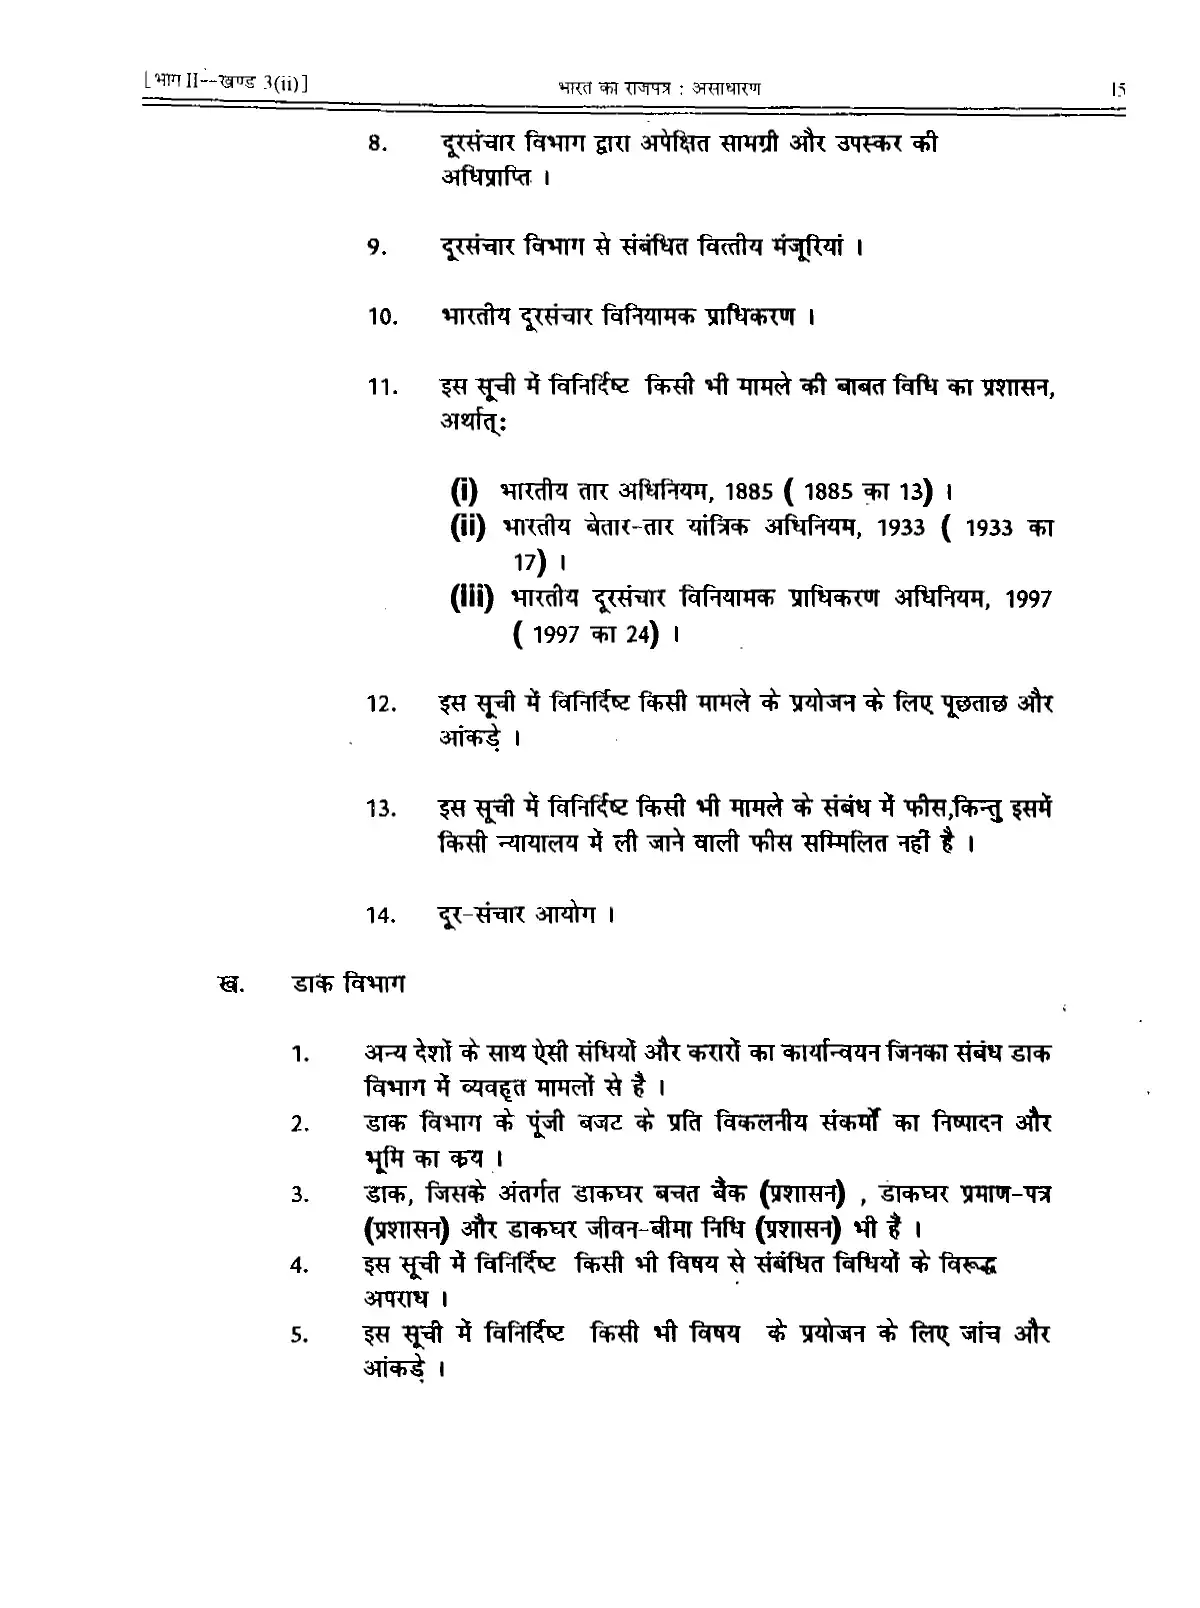 [भाग II--खण्ड 3(ii)]
भारत का राजपत्र : असाधारण
15
8. दूरसंचार विभाग द्वारा अपेक्षित सामग्री और उपस्कर की
अधिप्राप्ति ।
9. दूरसंचार विभाग से संबंधित वित्तीय मंजूरियां ।
10. भारतीय दूरसंचार विनियामक प्राधिकरण ।
11. इस सूची में विनिर्दिष्ट किसी भी मामले की बाबत विधि का प्रशासन,
अर्थात्:
(i) भारतीय तार अधिनियम, 1885 ( 1885 का 13) ।
(ii) भारतीय बेतार-तार यांत्रिक अधिनियम, 1933 ( 1933 का
17) ।
(iii) भारतीय दूरसंचार विनियामक प्राधिकरण अधिनियम, 1997
( 1997 का 24) ।
12. इस सूची में विनिर्दिष्ट किसी मामले के प्रयोजन के लिए पूछताछ और
आंकड़े ।
13. इस सूची में विनिर्दिष्ट किसी भी मामले के संबंध में फीस,किन्तु इसमें
किसी न्यायालय में ली जाने वाली फीस सम्मिलित नहीं है ।
14. दूर-संचार आयोग ।
ख. डाक विभाग
1. अन्य देशों के साथ ऐसी संधियों और करारों का कार्यान्वयन जिनका संबंध डाक
विभाग में व्यवहृत मामलों से है ।
2. डाक विभाग के पूंजी बजट के प्रति विकलनीय संकर्मों का निष्पादन और
भूमि का क्रय ।
3. डाक, जिसके अंतर्गत डाकघर बचत बैंक (प्रशासन) , डाकघर प्रमाण-पत्र
(प्रशासन) और डाकघर जीवन-बीमा निधि (प्रशासन) भी हैं ।
4. इस सूची में विनिर्दिष्ट किसी भी विषय से संबंधित विधियों के विरूद्ध
अपराध ।
5. इस सूची में विनिर्दिष्ट किसी भी विषय के प्रयोजन के लिए जांच और
आंकड़े ।